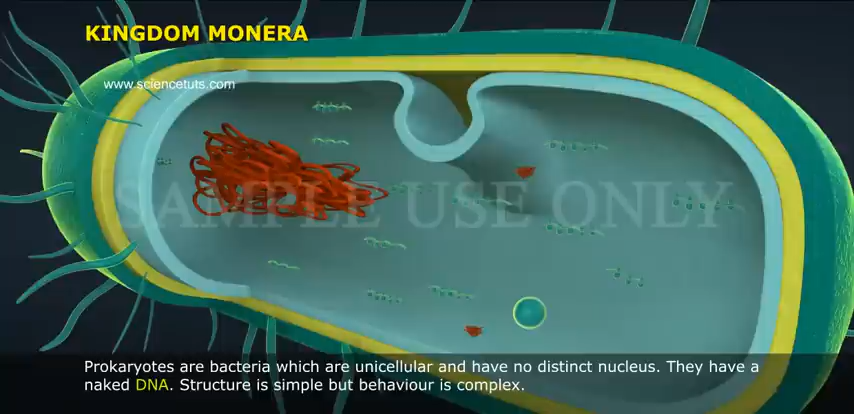 KINGDOM MONERA
www.sciencetuts.com
SAMPLE USE ONLY
Prokaryotes are bacteria which are unicellular and have no distinct nucleus. They have a
naked DNA. Structure is simple but behaviour is complex.